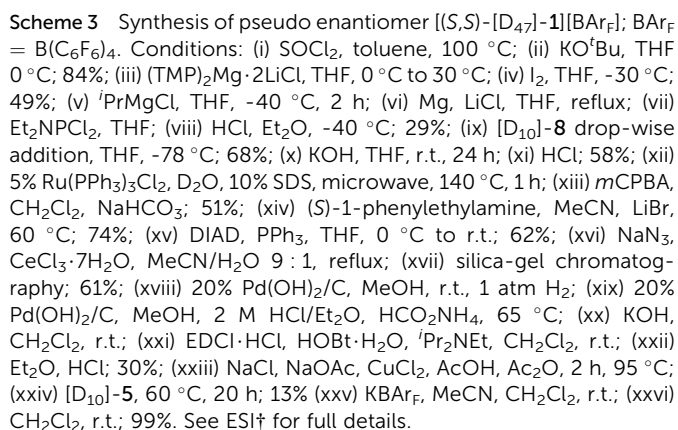 Scheme 3 Synthesis of pseudo enantiomer [(S,S)-[D₄₇]-1][BArF]; BArF
= B(C₆F₆)₄. Conditions: (i) SOCl₂, toluene, 100 °C; (ii) KOᵗBu, THF
0 °C; 84%; (iii) (TMP)₂Mg·2LiCl, THF, 0 °C to 30 °C; (iv) I₂, THF, -30 °C;
49%; (v) ⁱPrMgCl, THF, -40 °C, 2 h; (vi) Mg, LiCl, THF, reflux; (vii)
Et₂NPCl₂, THF; (viii) HCl, Et₂O, -40 °C; 29%; (ix) [D₁₀]-8 drop-wise
addition, THF, -78 °C; 68%; (x) KOH, THF, r.t., 24 h; (xi) HCl; 58%; (xii)
5% Ru(PPh₃)₃Cl₂, D₂O, 10% SDS, microwave, 140 °C, 1 h; (xiii) mCPBA,
CH₂Cl₂, NaHCO₃; 51%; (xiv) (S)-1-phenylethylamine, MeCN, LiBr,
60 °C; 74%; (xv) DIAD, PPh₃, THF, 0 °C to r.t.; 62%; (xvi) NaN₃,
CeCl₃·7H₂O, MeCN/H₂O 9 : 1, reflux; (xvii) silica-gel chromatog-
raphy; 61%; (xviii) 20% Pd(OH)₂/C, MeOH, r.t., 1 atm H₂; (xix) 20%
Pd(OH)₂/C, MeOH, 2 M HCl/Et₂O, HCO₂NH₄, 65 °C; (xx) KOH,
CH₂Cl₂, r.t.; (xxi) EDCI·HCl, HOBt·H₂O, ⁱPr₂NEt, CH₂Cl₂, r.t.; (xxii)
Et₂O, HCl; 30%; (xxiii) NaCl, NaOAc, CuCl₂, AcOH, Ac₂O, 2 h, 95 °C;
(xxiv) [D₁₀]-5, 60 °C, 20 h; 13% (xxv) KBArF, MeCN, CH₂Cl₂, r.t.; (xxvi)
CH₂Cl₂, r.t.; 99%. See ESI† for full details.